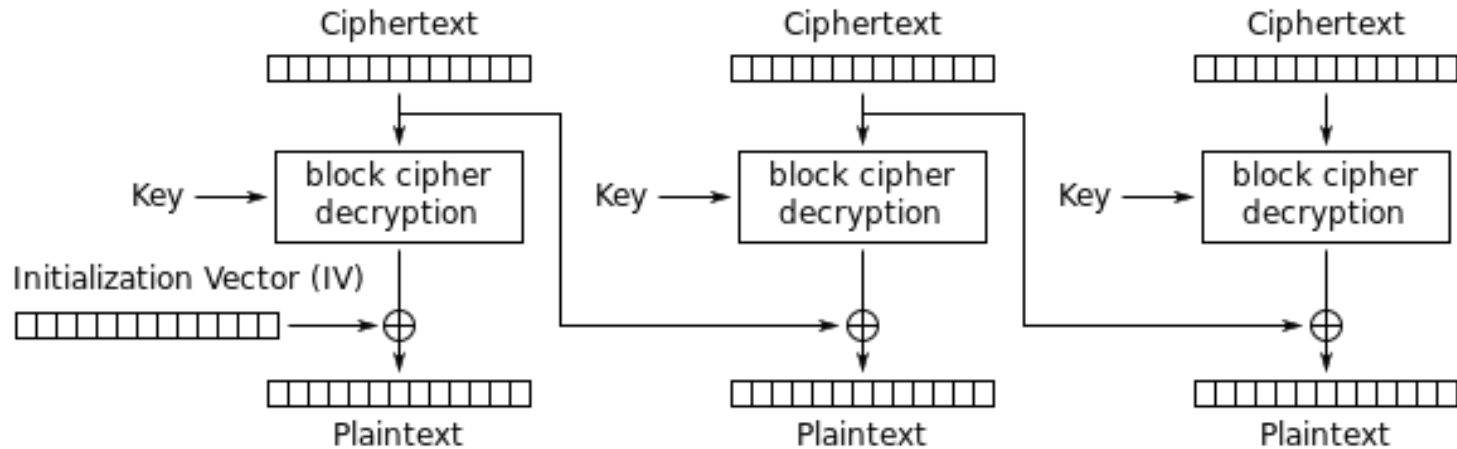 Ciphertext
Ciphertext
Ciphertext
Key
block cipher
decryption
Key
block cipher
decryption
Key
block cipher
decryption
Initialization Vector (IV)
Plaintext
Plaintext
Plaintext